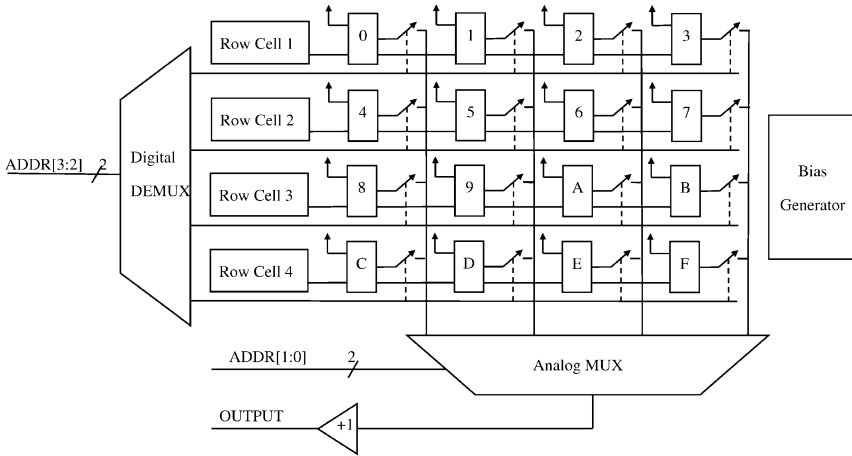 Row Cell 1
0
1
2
3
Row Cell 2
4
5
6
7
ADDR[3:2]
2
Digital
DEMUX
Row Cell 3
8
9
A
B
Bias
Generator
Row Cell 4
C
D
E
F
ADDR[1:0]
2
Analog MUX
OUTPUT
+1